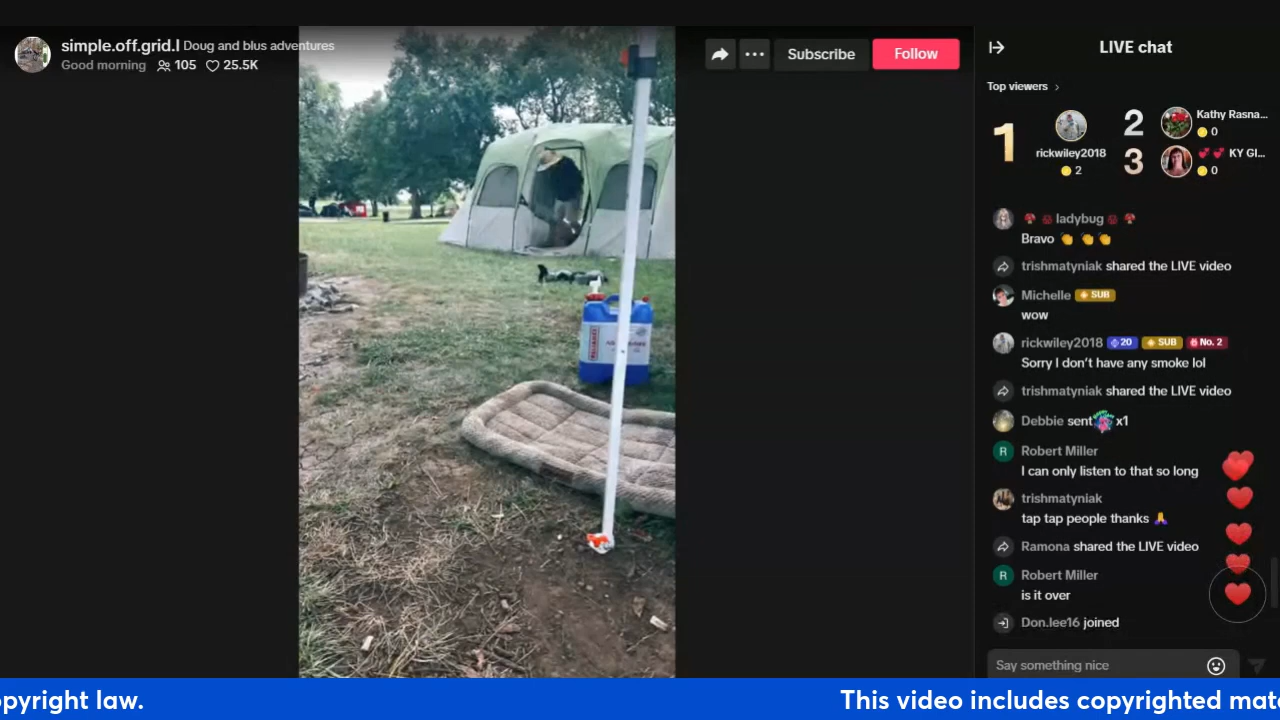 simple.off.grid.l Doug and blus adventures
Good morning 105 25.5K
Subscribe
Follow
LIVE chat
Top viewers
1
rickwiley2018
2
2
Kathy Rasna...
0
3
KY Gl...
0
ladybug
Bravo
trishmatyniak shared the LIVE video
Michelle SUB
wow
rickwiley2018 20 SUB No. 2
Sorry I don't have any smoke lol
trishmatyniak shared the LIVE video
Debbie sent x1
R Robert Miller
I can only listen to that so long
trishmatyniak
tap tap people thanks
Ramona shared the LIVE video
R Robert Miller
is it over
Don.lee16 joined
Say something nice
opyright law.
This video includes copyrighted mate